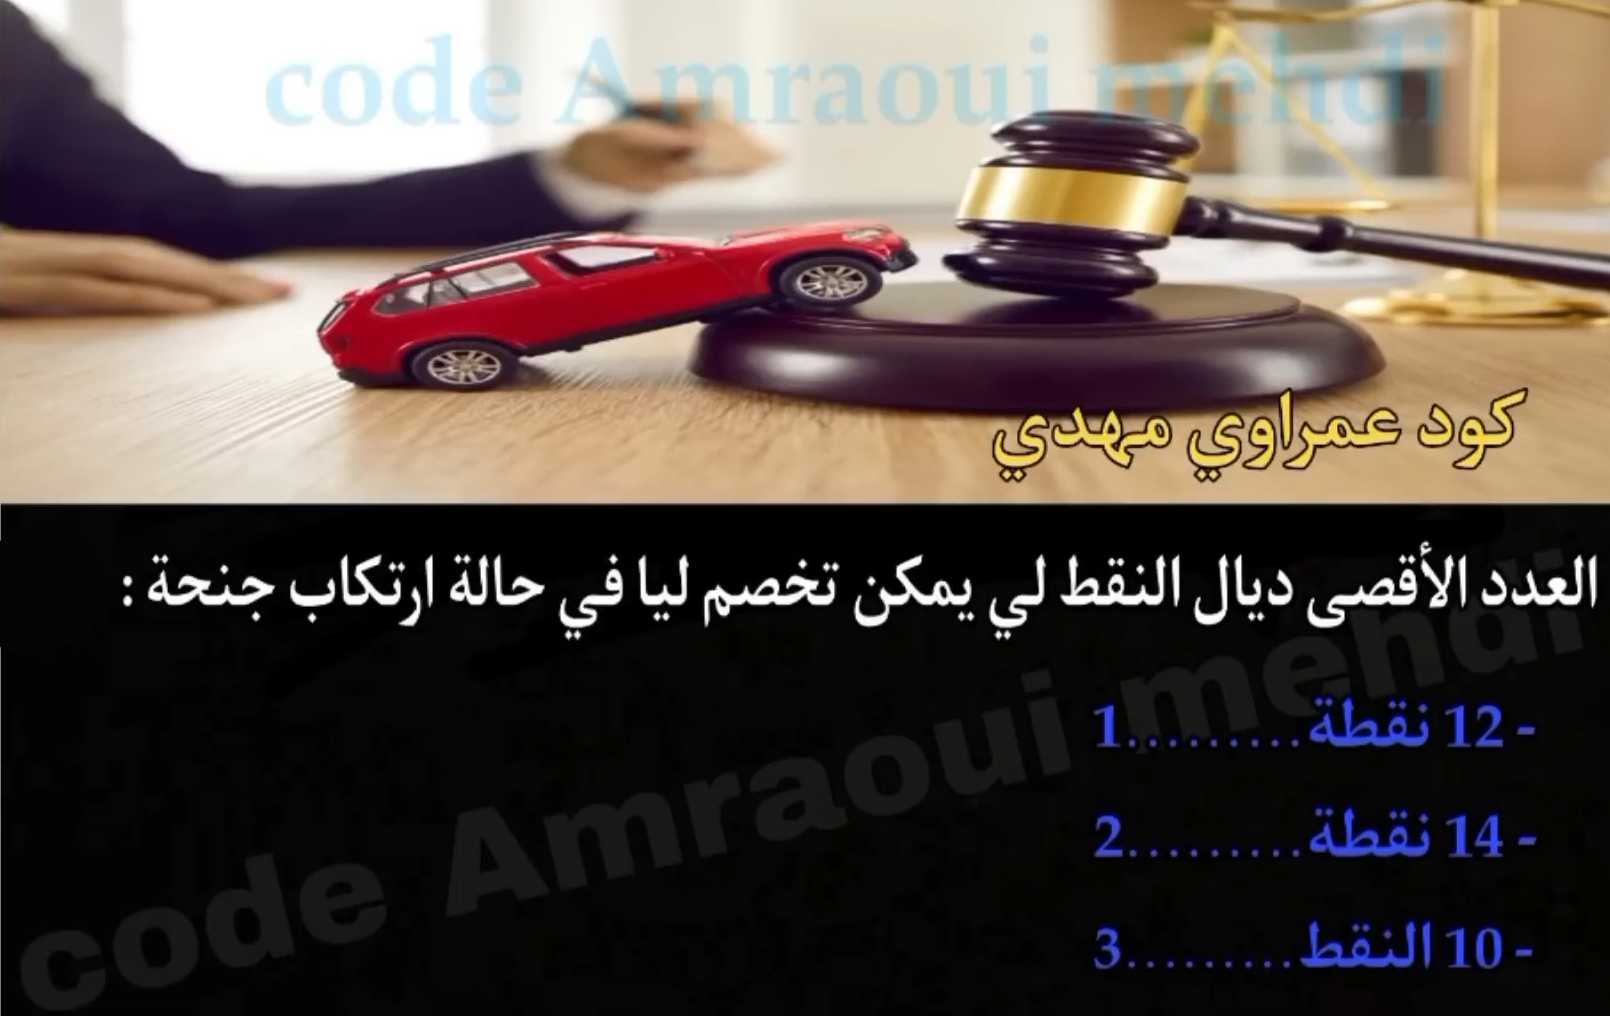 code Amraoui mehdi
كود عمراوي مهدي
العدد الأقصى ديال النقط لي يمكن تخصم ليا في حالة ارتكاب جنحة :
- 12 نقطة.........1
- 14 نقطة.........2
- 10 النقط.........3
code Amraoui mehdi